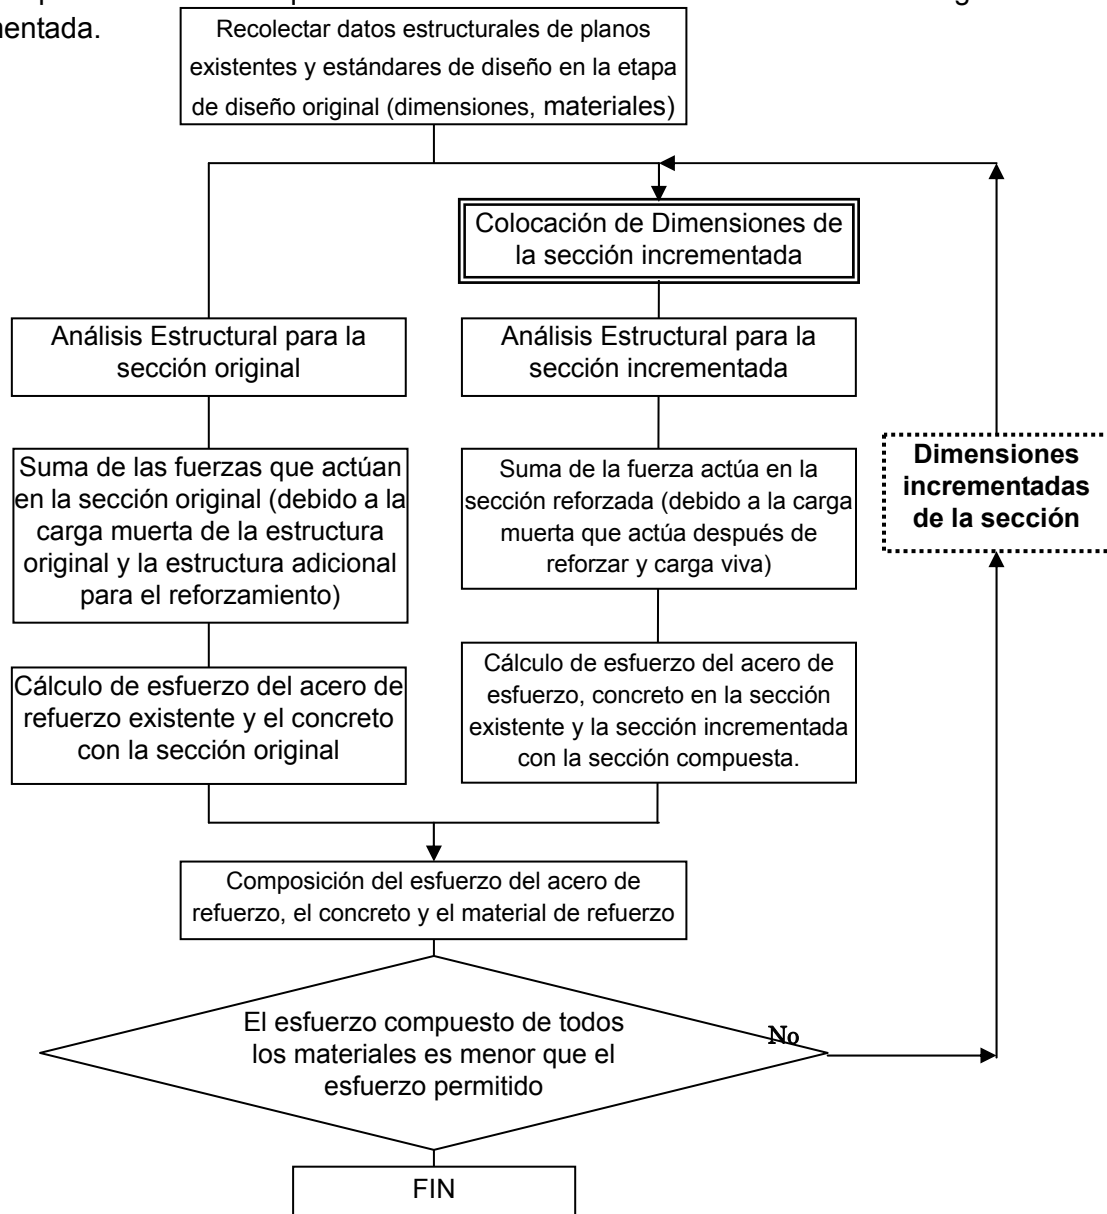 mentada.
Recolectar datos estructurales de planos
existentes y estándares de diseño en la etapa
de diseño original (dimensiones, materiales)
Colocación de Dimensiones de
la sección incrementada
Análisis Estructural para la
sección original
Análisis Estructural para la
sección incrementada
Suma de las fuerzas que actúan
en la sección original (debido a la
carga muerta de la estructura
original y la estructura adicional
para el reforzamiento)
Suma de la fuerza actúa en la
sección reforzada (debido a la carga
muerta que actúa después de
reforzar y carga viva)
Dimensiones
incrementadas
de la sección
Cálculo de esfuerzo del acero de
refuerzo existente y el concreto
con la sección original
Cálculo de esfuerzo del acero de
esfuerzo, concreto en la sección
existente y la sección incrementada
con la sección compuesta.
Composición del esfuerzo del acero de
refuerzo, el concreto y el material de refuerzo
El esfuerzo compuesto de todos
los materiales es menor que el
esfuerzo permitido
No
FIN